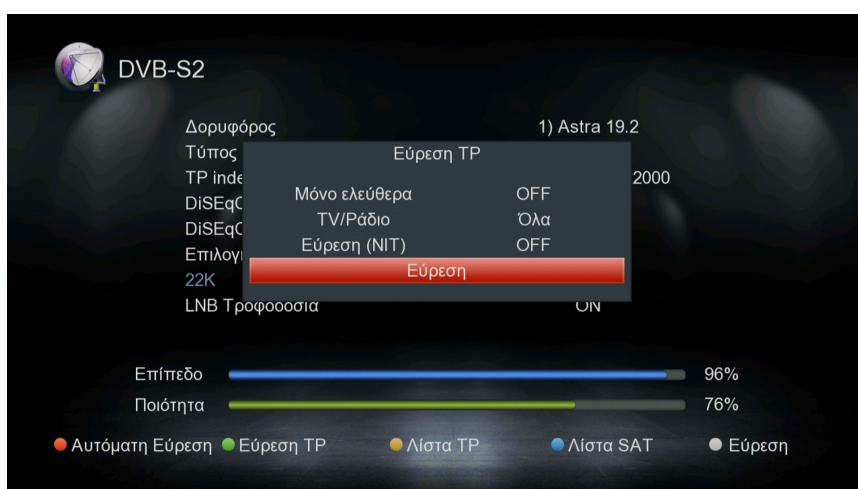 DVB-S2
Δορυφόρος 1) Astra 19.2
Τύπος
Εύρεση TP
TP inde 2000
Μόνο ελεύθερα OFF
DiSEqC
TV/Ράδιο Όλα
DiSEqC
Εύρεση (NIT) OFF
Επιλογή
Εύρεση
22K
LNB Τροφοδοσία ON
Επίπεδο 96%
Ποιότητα 76%
Αυτόματη Εύρεση Εύρεση TP Λίστα TP Λίστα SAT Εύρεση